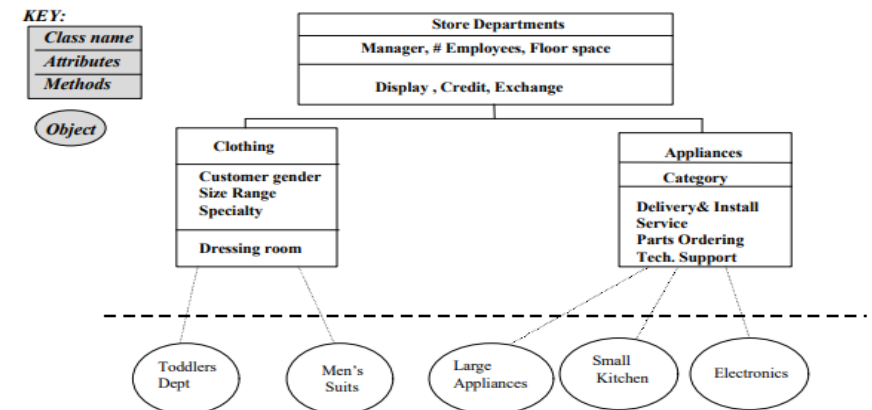 KEY:
Class name
Attributes
Methods
Object
Store Departments
Manager, # Employees, Floor space
Display , Credit, Exchange
Clothing
Customer gender
Size Range
Specialty
Dressing room
Appliances
Category
Delivery& Install
Service
Parts Ordering
Tech. Support
Toddlers
Dept
Men's
Suits
Large
Appliances
Small
Kitchen
Electronics